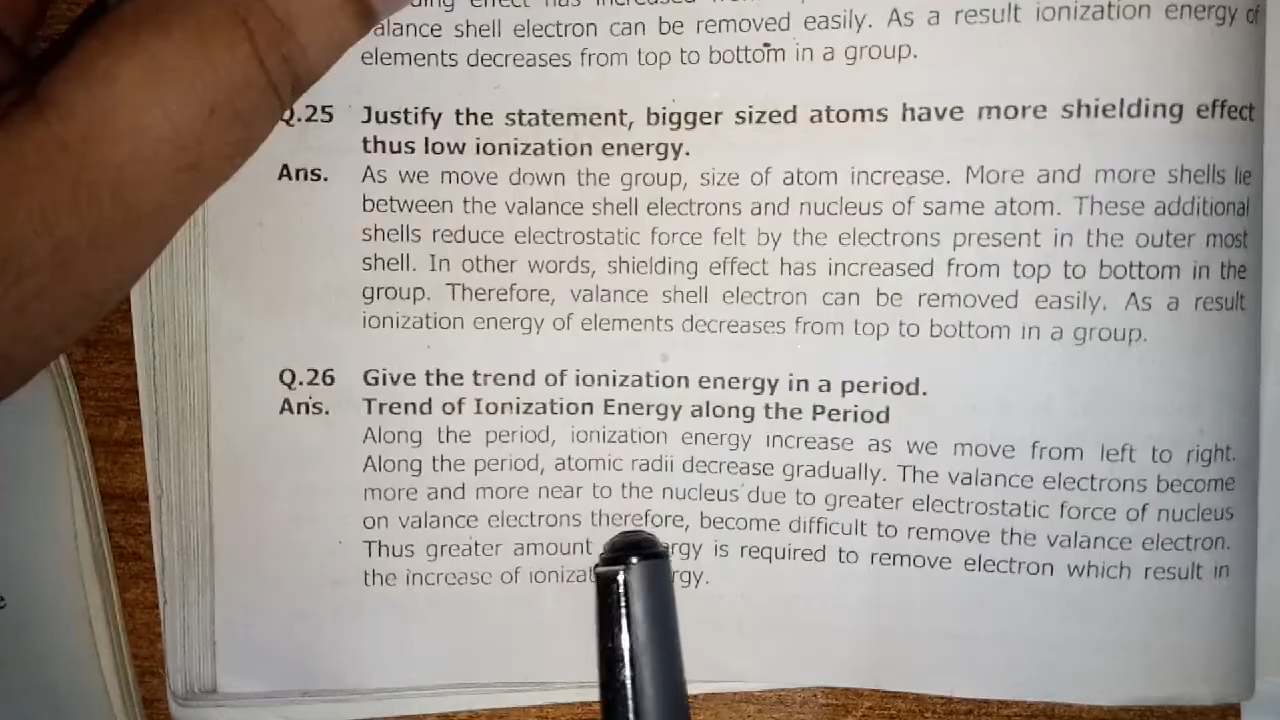 effect has increased
valance shell electron can be removed easily. As a result ionization energy of
elements decreases from top to bottom in a group.
Q.25 Justify the statement, bigger sized atoms have more shielding effect
thus low ionization energy.
Ans. As we move down the group, size of atom increase. More and more shells lie
between the valance shell electrons and nucleus of same atom. These additional
shells reduce electrostatic force felt by the electrons present in the outer most
shell. In other words, shielding effect has increased from top to bottom in the
group. Therefore, valance shell electron can be removed easily. As a result
ionization energy of elements decreases from top to bottom in a group.
Q.26 Give the trend of ionization energy in a period.
Ans. Trend of Ionization Energy along the Period
Along the period, ionization energy increase as we move from left to right.
Along the period, atomic radii decrease gradually. The valance electrons become
more and more near to the nucleus due to greater electrostatic force of nucleus
on valance electrons therefore, become difficult to remove the valance electron.
Thus greater amount is required to remove electron which result in
the increase of